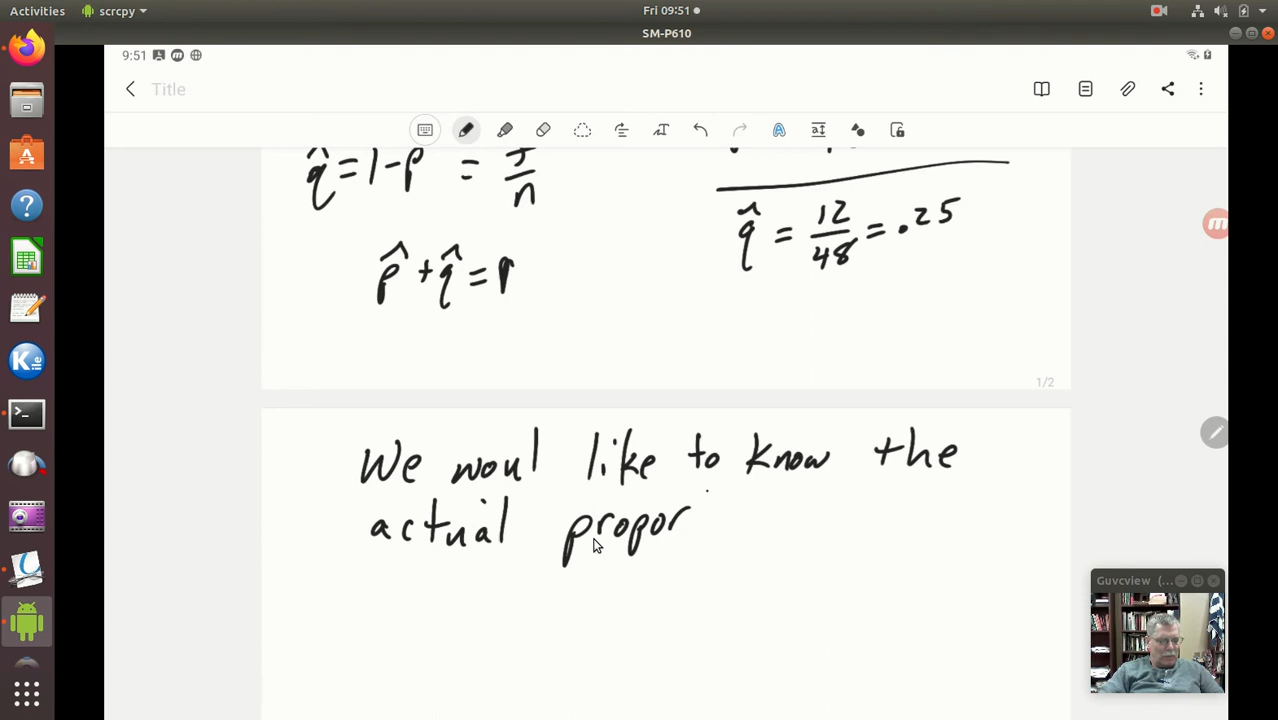 Activities scrcpy Fri 09:51
SM-P610
9:51
Title
q̂ = 1 - p̂ =
n
q̂ = 12/48 = .25
p̂ + q̂ = p
1/2
We woul like to know the
actual propor
Guvcview (...